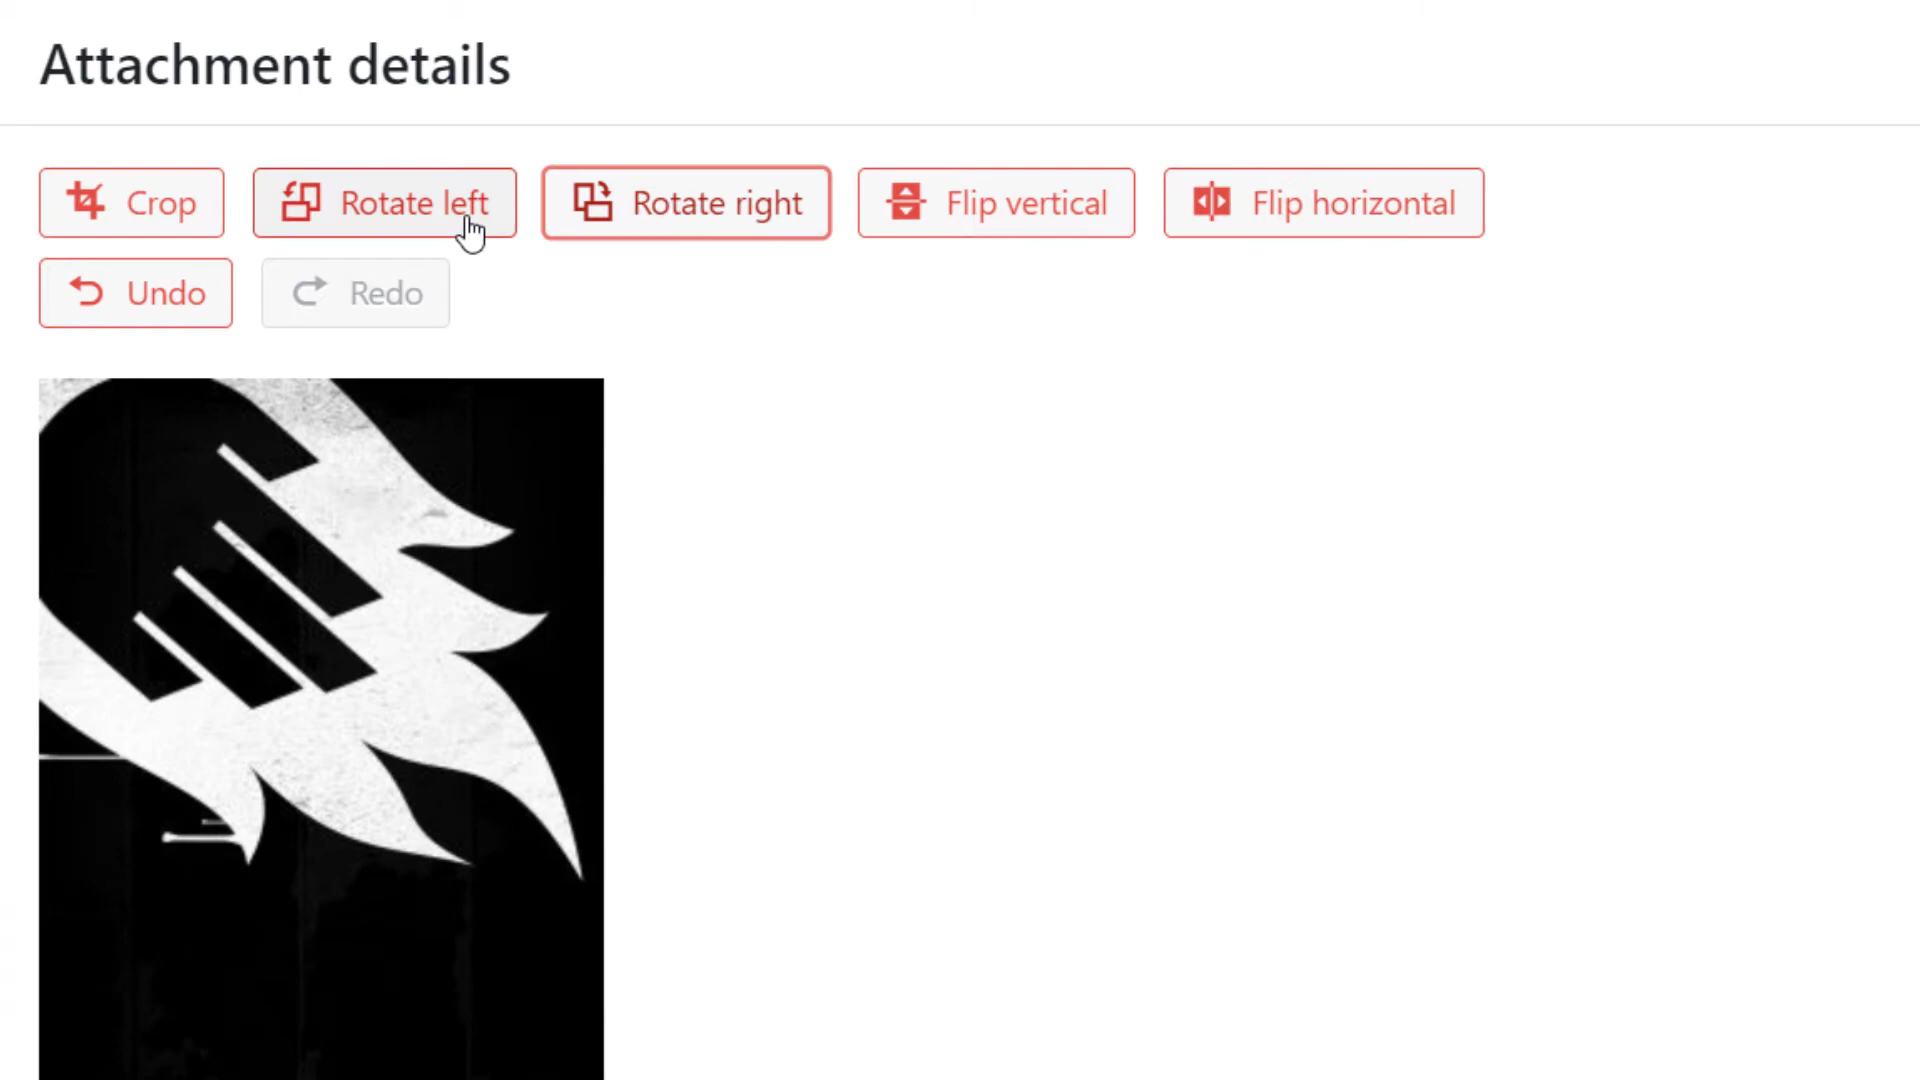 Attachment details
Crop Rotate left Rotate right Flip vertical Flip horizontal
Undo Redo